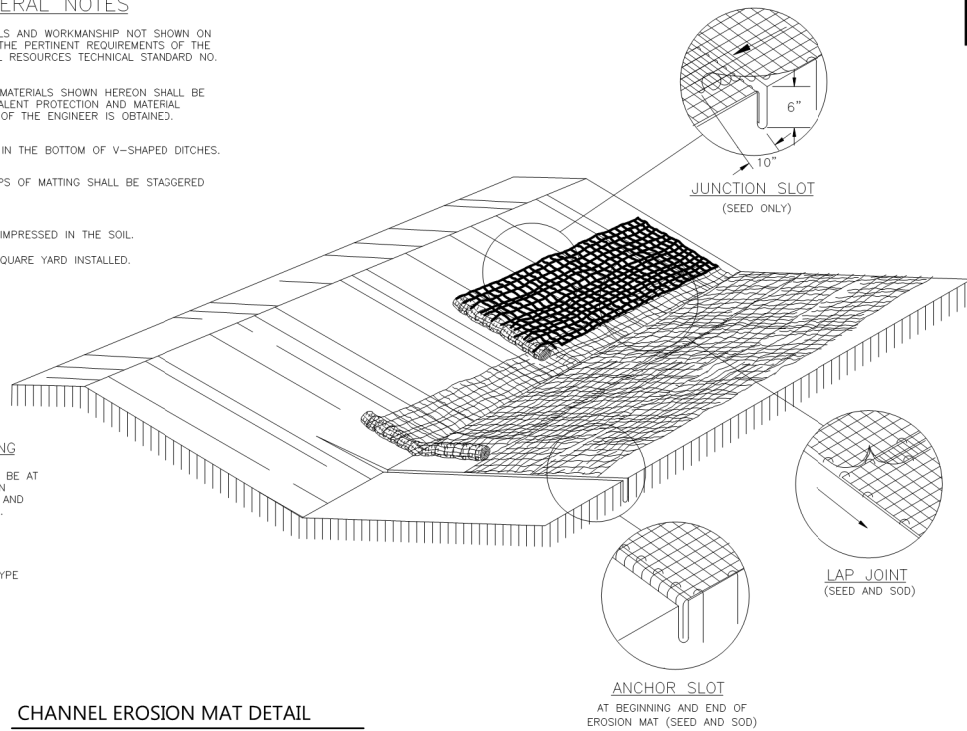 GENERAL NOTES
LS AND WORKMANSHIP NOT SHOWN ON
THE PERTINENT REQUIREMENTS OF THE
L RESOURCES TECHNICAL STANDARD NO.
MATERIALS SHOWN HEREON SHALL BE
ALENT PROTECTION AND MATERIAL
OF THE ENGINEER IS OBTAINED.
IN THE BOTTOM OF V-SHAPED DITCHES.
PS OF MATTING SHALL BE STAGGERED
IMPRESSED IN THE SOIL.
QUARE YARD INSTALLED.
NG
BE AT
N
AND
YPE
6"
10"
JUNCTION SLOT
(SEED ONLY)
LAP JOINT
(SEED AND SOD)
ANCHOR SLOT
AT BEGINNING AND END OF
EROSION MAT (SEED AND SOD)
CHANNEL EROSION MAT DETAIL